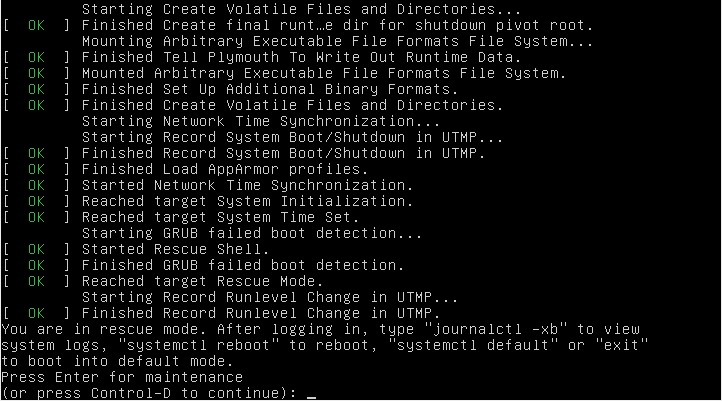 Starting Create Volatile Files and Directories...
[  OK  ] Finished Create final runt…e dir for shutdown pivot root.
         Mounting Arbitrary Executable File Formats File System...
[  OK  ] Finished Tell Plymouth To Write Out Runtime Data.
[  OK  ] Mounted Arbitrary Executable File Formats File System.
[  OK  ] Finished Set Up Additional Binary Formats.
[  OK  ] Finished Create Volatile Files and Directories.
         Starting Network Time Synchronization...
         Starting Record System Boot/Shutdown in UTMP...
[  OK  ] Finished Record System Boot/Shutdown in UTMP.
[  OK  ] Finished Load AppArmor profiles.
[  OK  ] Started Network Time Synchronization.
[  OK  ] Reached target System Initialization.
[  OK  ] Reached target System Time Set.
         Starting GRUB failed boot detection...
[  OK  ] Started Rescue Shell.
[  OK  ] Finished GRUB failed boot detection.
[  OK  ] Reached target Rescue Mode.
         Starting Record Runlevel Change in UTMP...
[  OK  ] Finished Record Runlevel Change in UTMP.
You are in rescue mode. After logging in, type "journalctl -xb" to view
system logs, "systemctl reboot" to reboot, "systemctl default" or "exit"
to boot into default mode.
Press Enter for maintenance
(or press Control-D to continue): _